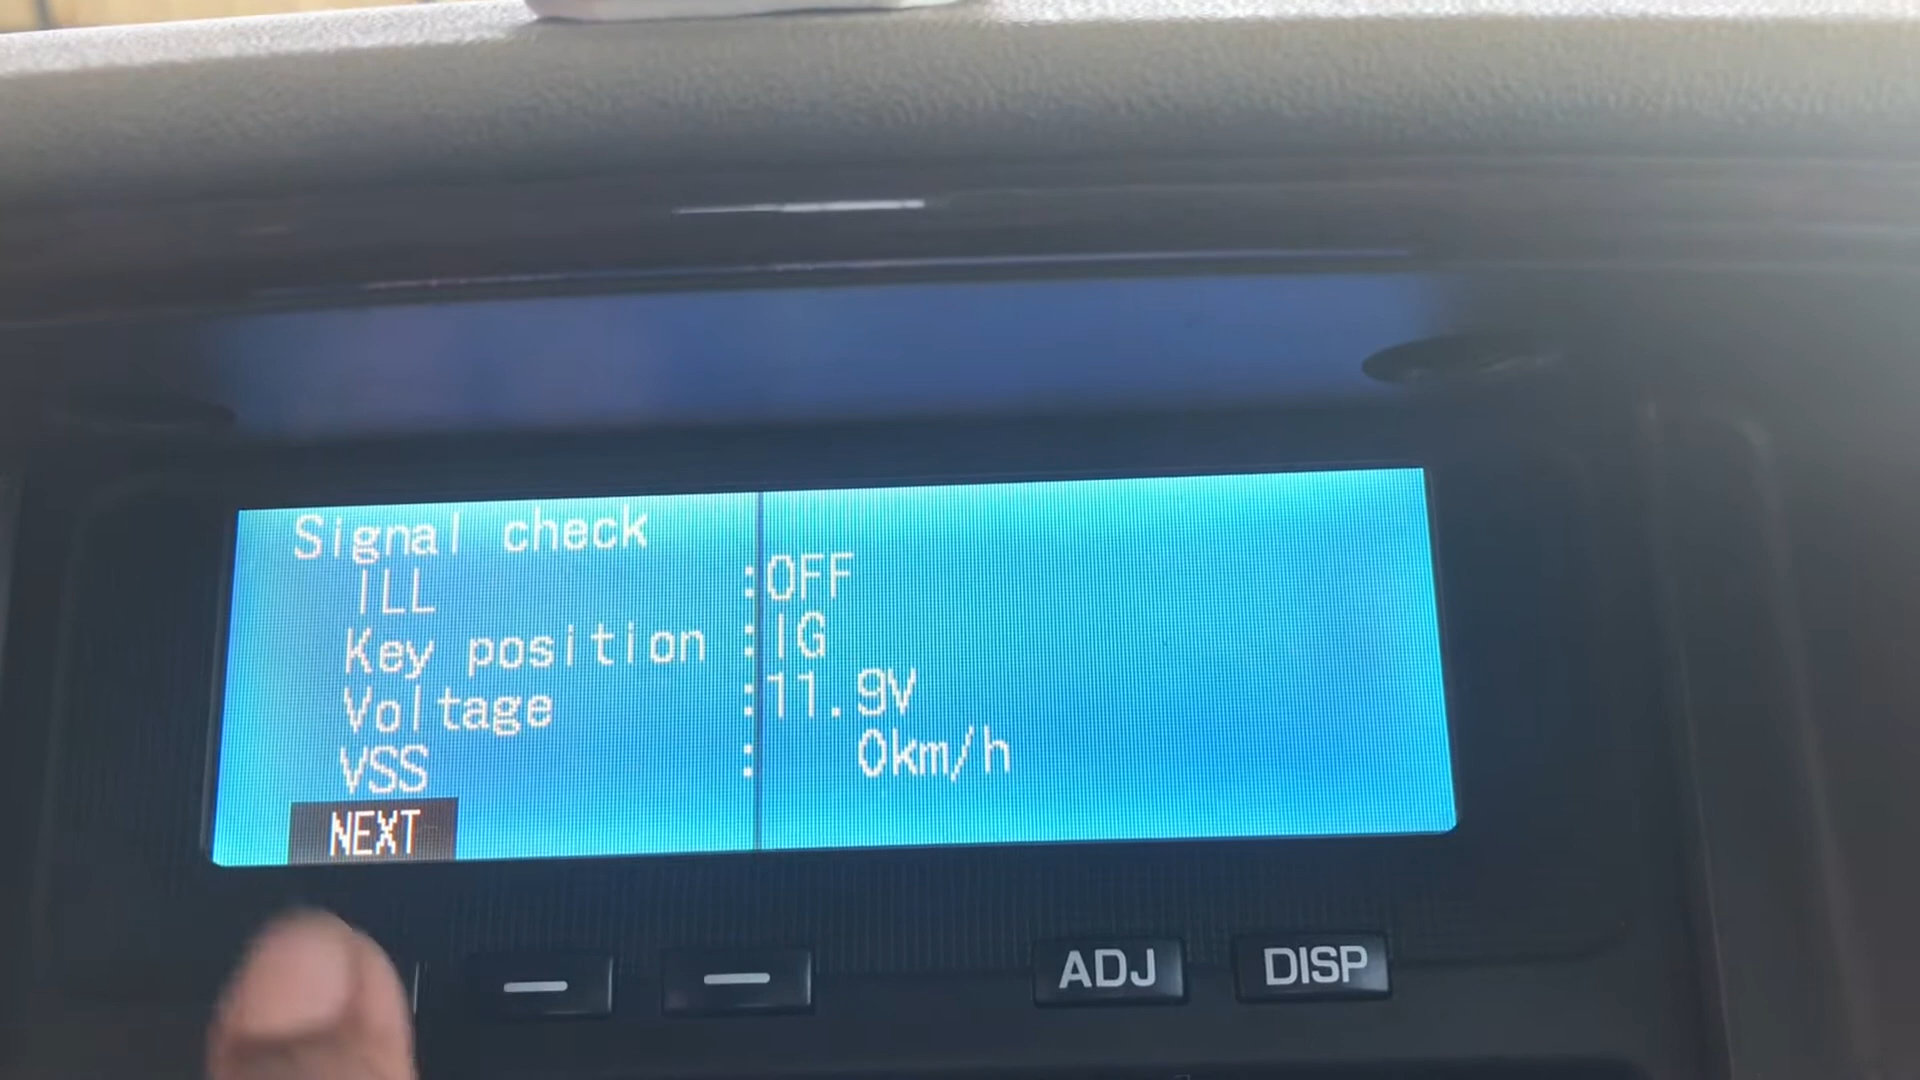 Signal check
ILL :OFF
Key position :IG
Voltage :11.9V
VSS : 0km/h
NEXT
ADJ DISP